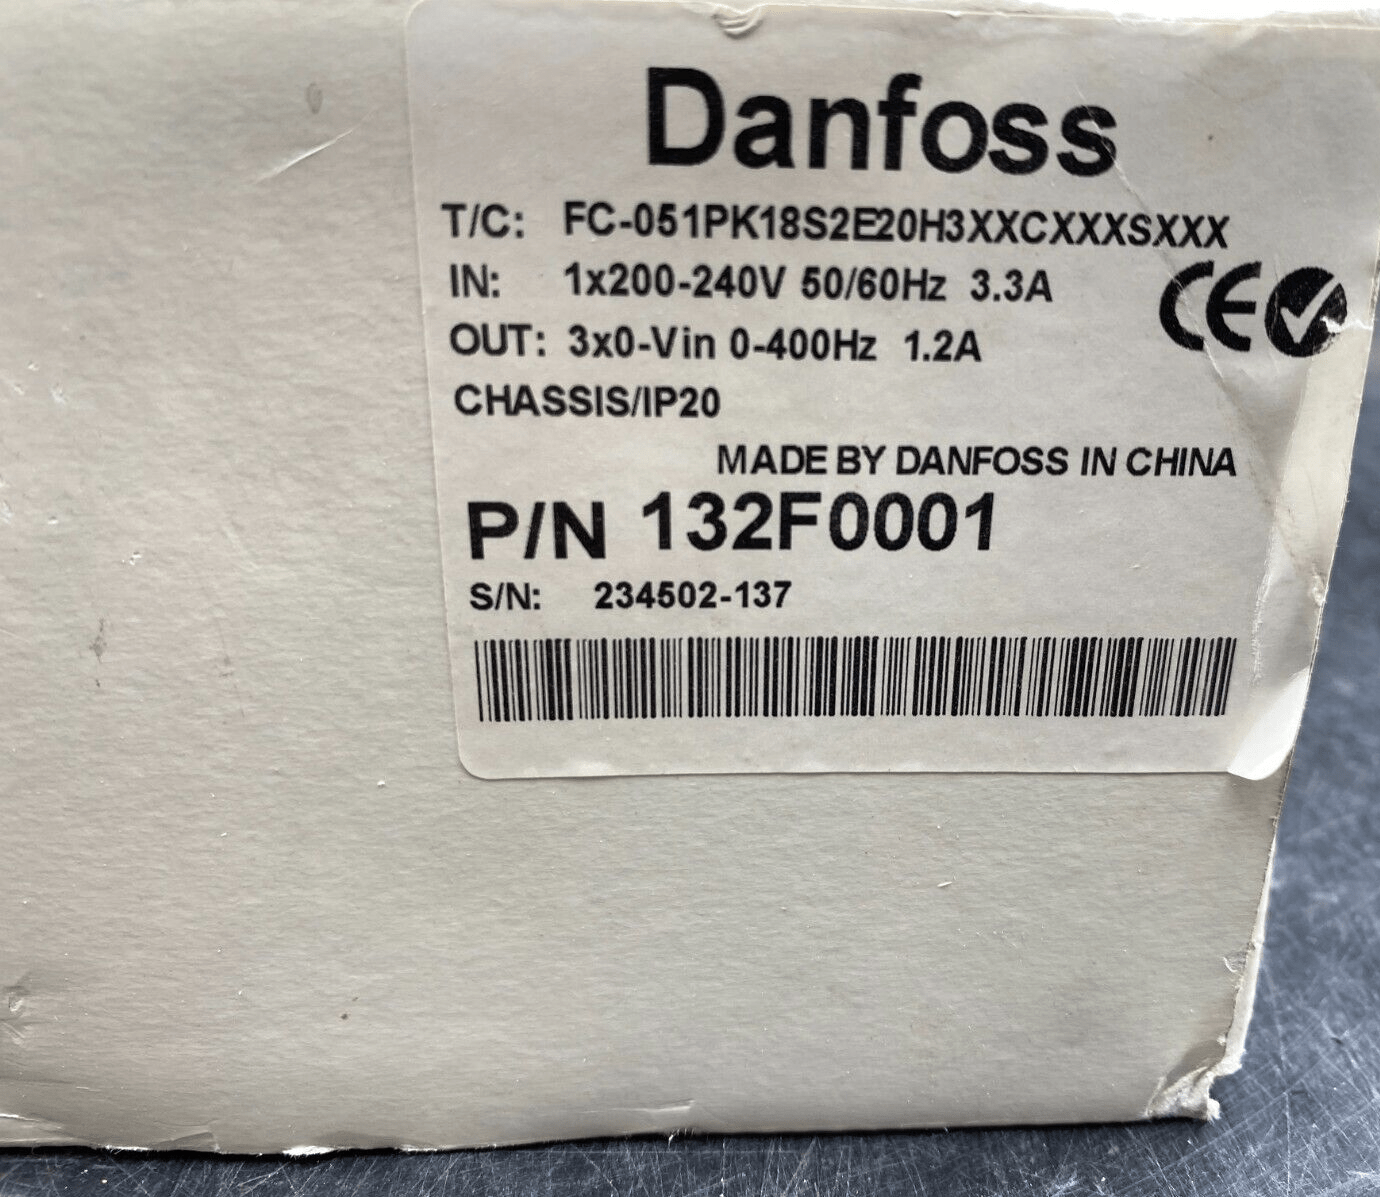 Danfoss
T/C: FC-051PK18S2E20H3XXCXXXSXXX
IN: 1x200-240V 50/60Hz 3.3A
CE
OUT: 3x0-Vin 0-400Hz 1.2A
CHASSIS/IP20
MADE BY DANFOSS IN CHINA
P/N 132F0001
S/N: 234502-137